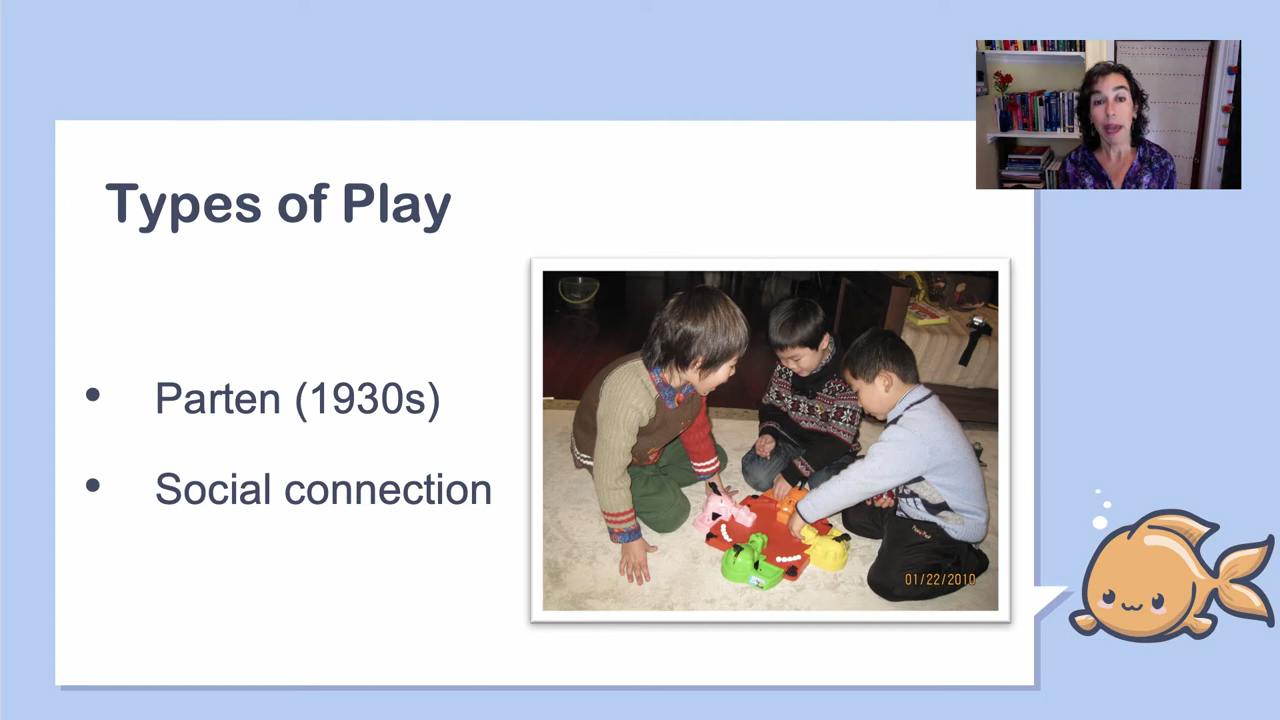 Types of Play
• Parten (1930s)
• Social connection
01/22/2010